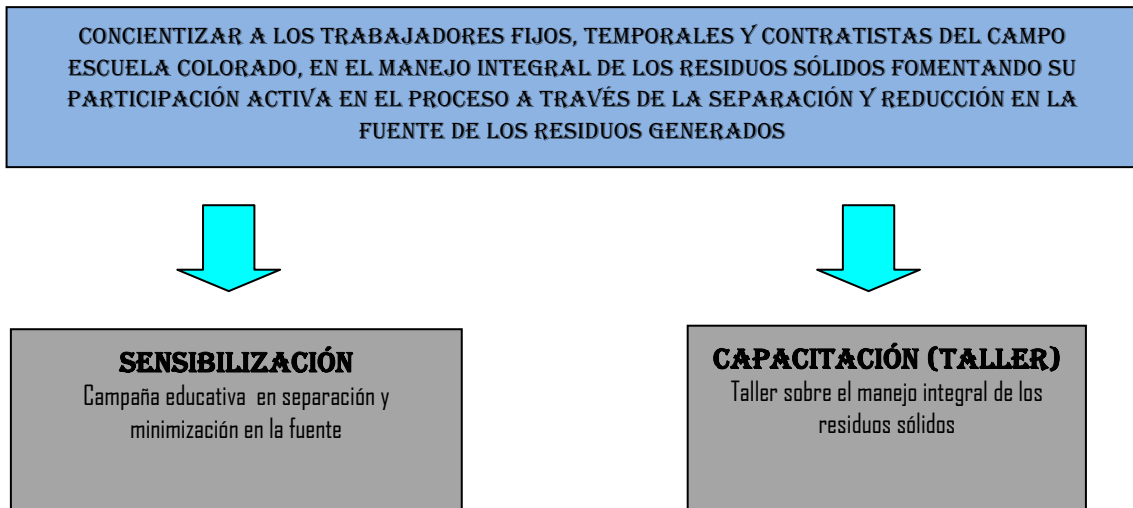 CONCIENTIZAR A LOS TRABAJADORES FIJOS, TEMPORALES Y CONTRATISTAS DEL CAMPO
ESCUELA COLORADO, EN EL MANEJO INTEGRAL DE LOS RESIDUOS SÓLIDOS FOMENTANDO SU
PARTICIPACIÓN ACTIVA EN EL PROCESO A TRAVÉS DE LA SEPARACIÓN Y REDUCCIÓN EN LA
FUENTE DE LOS RESIDUOS GENERADOS
SENSIBILIZACIÓN
Campaña educativa en separación y
minimización en la fuente
CAPACITACIÓN (TALLER)
Taller sobre el manejo integral de los
residuos sólidos